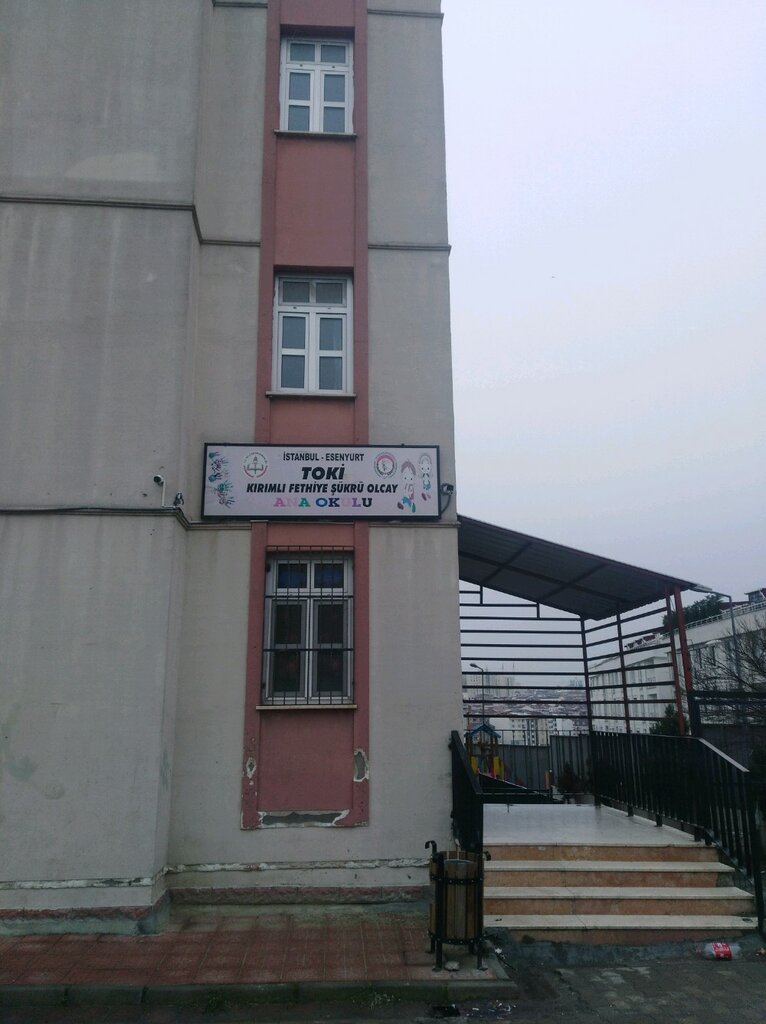 İSTANBUL - ESENYURT
TOKİ
KIRIMLI FETHİYE ŞÜKRÜ OLCAY
ANA OKULU